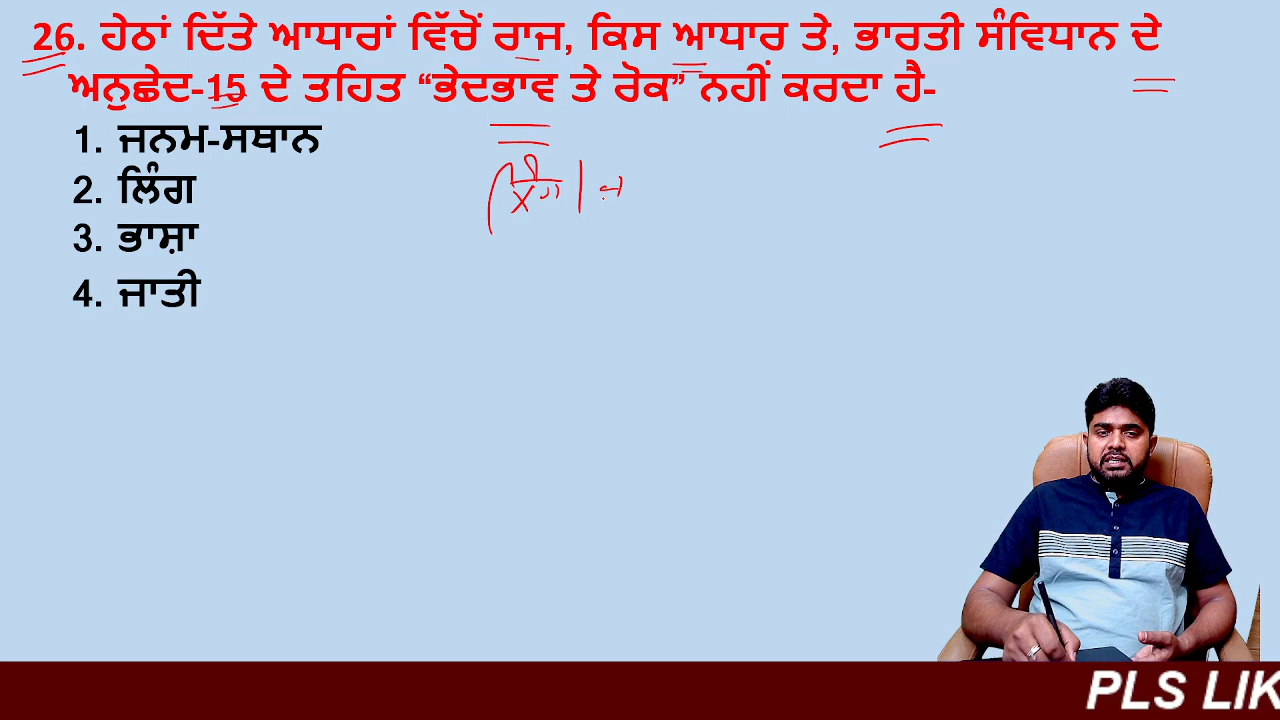 26. ਹੇਠਾਂ ਦਿੱਤੇ ਆਧਾਰਾਂ ਵਿੱਚੋਂ ਰਾਜ, ਕਿਸ ਆਧਾਰ ਤੇ, ਭਾਰਤੀ ਸੰਵਿਧਾਨ ਦੇ
ਅਨੁਛੇਦ-15 ਦੇ ਤਹਿਤ “ਭੇਦਭਾਵ ਤੇ ਰੋਕ” ਨਹੀਂ ਕਰਦਾ ਹੈ-
1. ਜਨਮ-ਸਥਾਨ
2. ਲਿੰਗ
3. ਭਾਸ਼ਾ
4. ਜਾਤੀ
PLS LIK